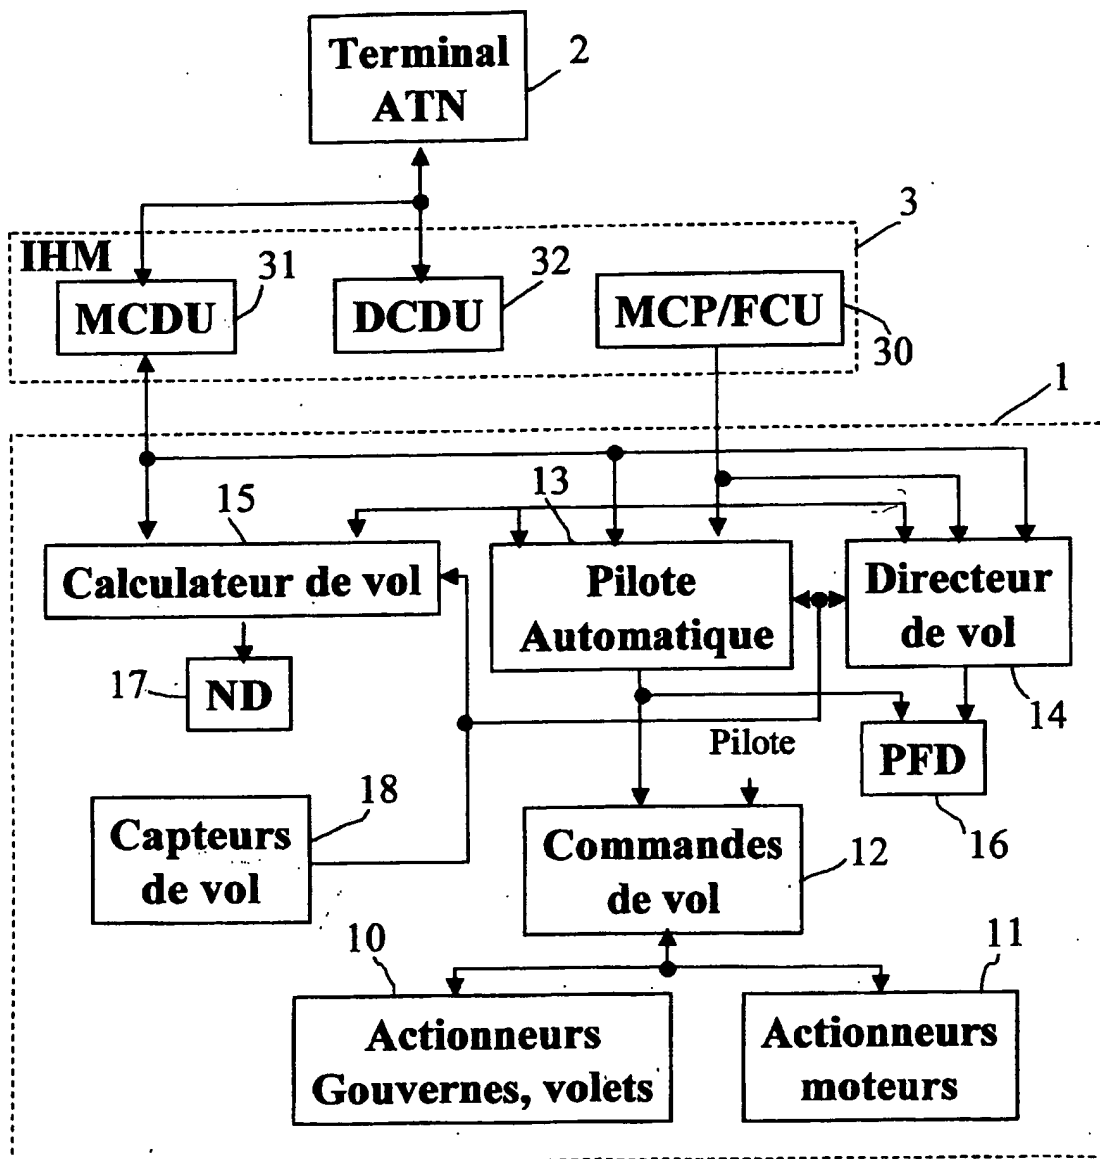 Terminal
ATN
2
3
IHM
31
MCDU
32
DCDU
MCP/FCU
30
1
15
Calculateur de vol
13
Pilote
Automatique
Directeur
de vol
14
17
ND
Pilote
PFD
16
18
Capteurs
de vol
Commandes
de vol
12
10
Actionneurs
Gouvernes, volets
11
Actionneurs
moteurs